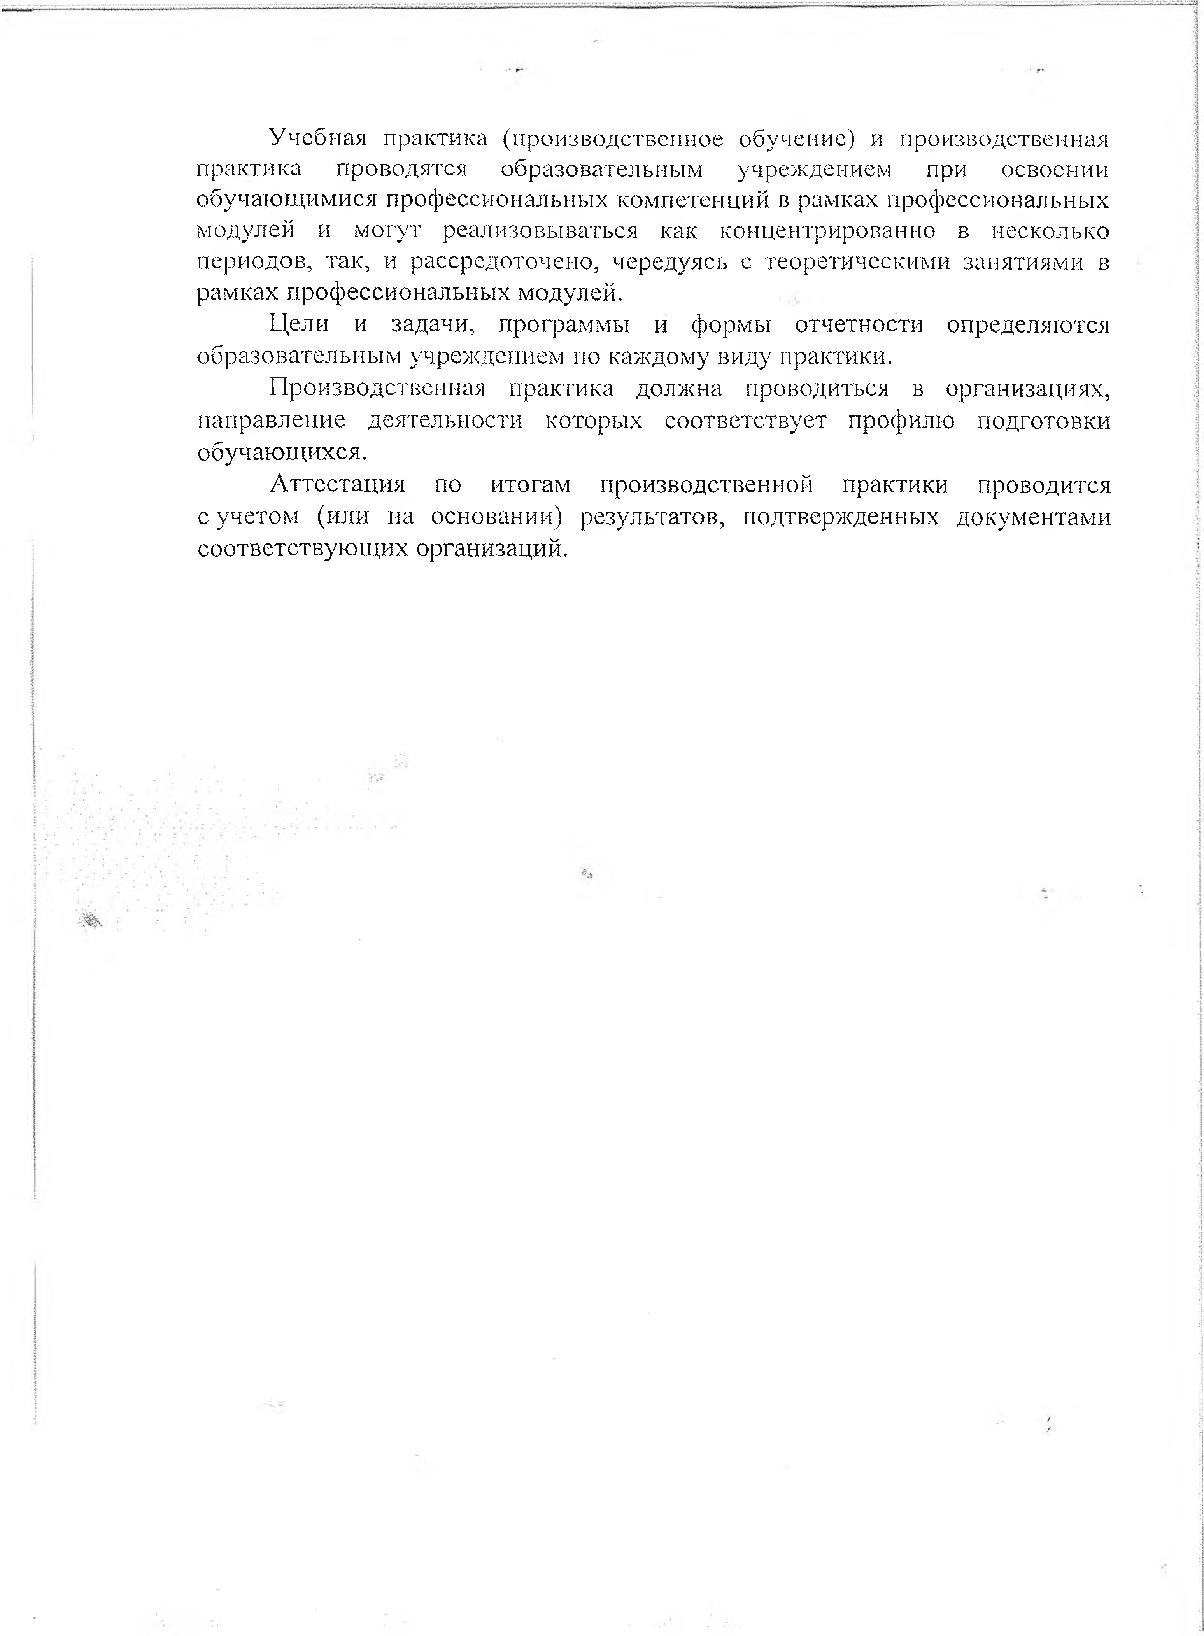 Учебная практика (производственное обучение) и производственная
практика проводятся образовательным учреждением при освоении
обучающимися профессиональных компетенций в рамках профессиональных
модулей и могут реализовываться как концентрированно в несколько
периодов, так, и рассредоточено, чередуясь с теоретическими занятиями в
рамках профессиональных модулей.
Цели и задачи, программы и формы отчетности определяются
образовательным учреждением по каждому виду практики.
Производственная практика должна проводиться в организациях,
направление деятельности которых соответствует профилю подготовки
обучающихся.
Аттестация по итогам производственной практики проводится
с учетом (или на основании) результатов, подтвержденных документами
соответствующих организаций.